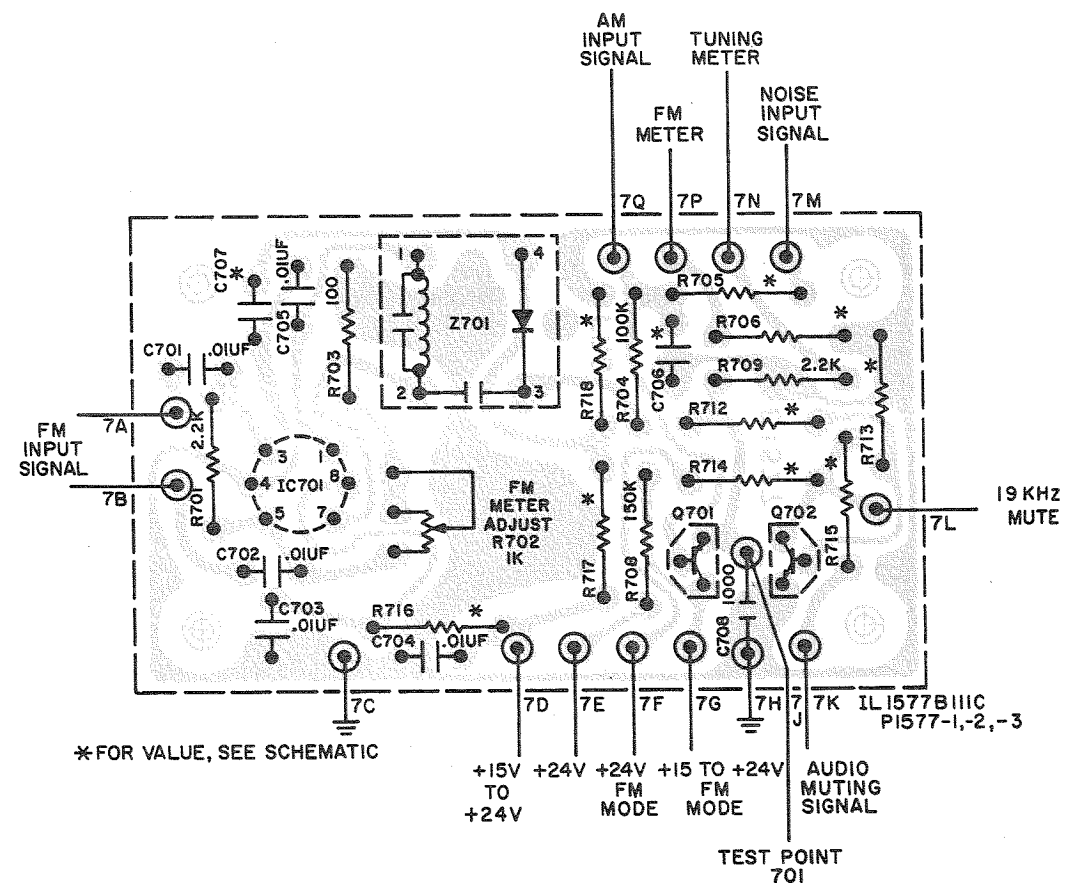 AM
INPUT
SIGNAL
TUNING
METER
FM
METER
NOISE
INPUT
SIGNAL
7Q
7P
7N
7M
C707
*
.01UF
C705
100
R703
1
4
Z701
2
3
C701
.01UF
R705
*
*
R718
100K
R704
*
C706
R706
*
R709
2.2K
R712
*
*
R713
R714
*
*
R715
7A
FM
INPUT
SIGNAL
7B
2.2K
R701
3
1
4
IC701
8
5
7
FM
METER
ADJUST
R702
1K
*
R717
150K
R708
Q701
Q702
7L
19 KHz
MUTE
C702
.01UF
C703
.01UF
R716
*
C704
.01UF
1000
C708
7C
7D
7E
7F
7G
7H
7
J
7K
IL1577B111C
P1577-1,-2,-3
*FOR VALUE, SEE SCHEMATIC
+15V
TO
+24V
+24V
+24V
FM
MODE
+15 TO +24V
FM
MODE
AUDIO
MUTING
SIGNAL
TEST POINT
701